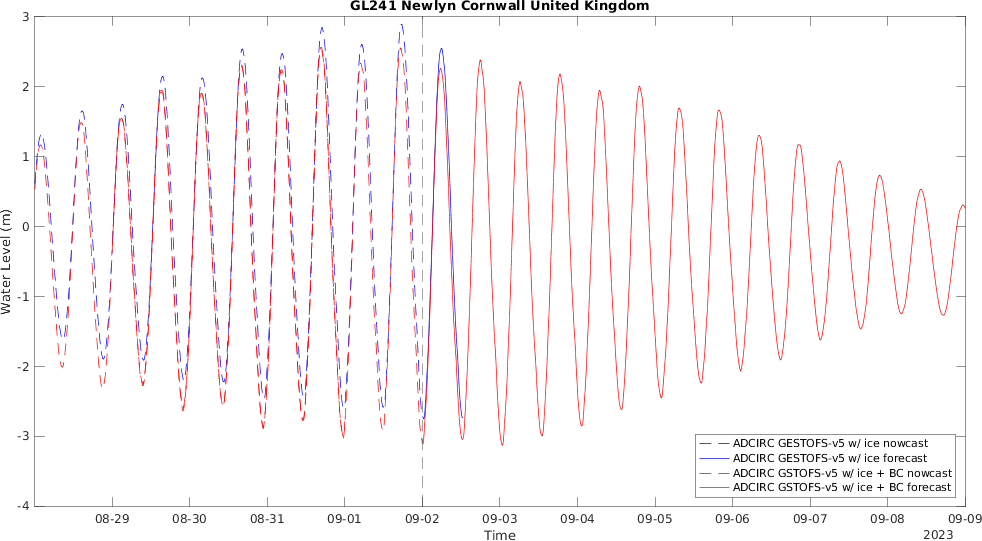 GL241 Newlyn Cornwall United Kingdom
3
2
1
0
-1
-2
-3
-4
Water Level (m)
ADCIRC GESTOFS-v5 w/ ice nowcast
ADCIRC GESTOFS-v5 w/ ice forecast
ADCIRC GSTOFS-v5 w/ ice + BC nowcast
ADCIRC GSTOFS-v5 w/ ice + BC forecast
08-29 08-30 08-31 09-01 09-02 09-03 09-04 09-05 09-06 09-07 09-08 09-09
Time
2023